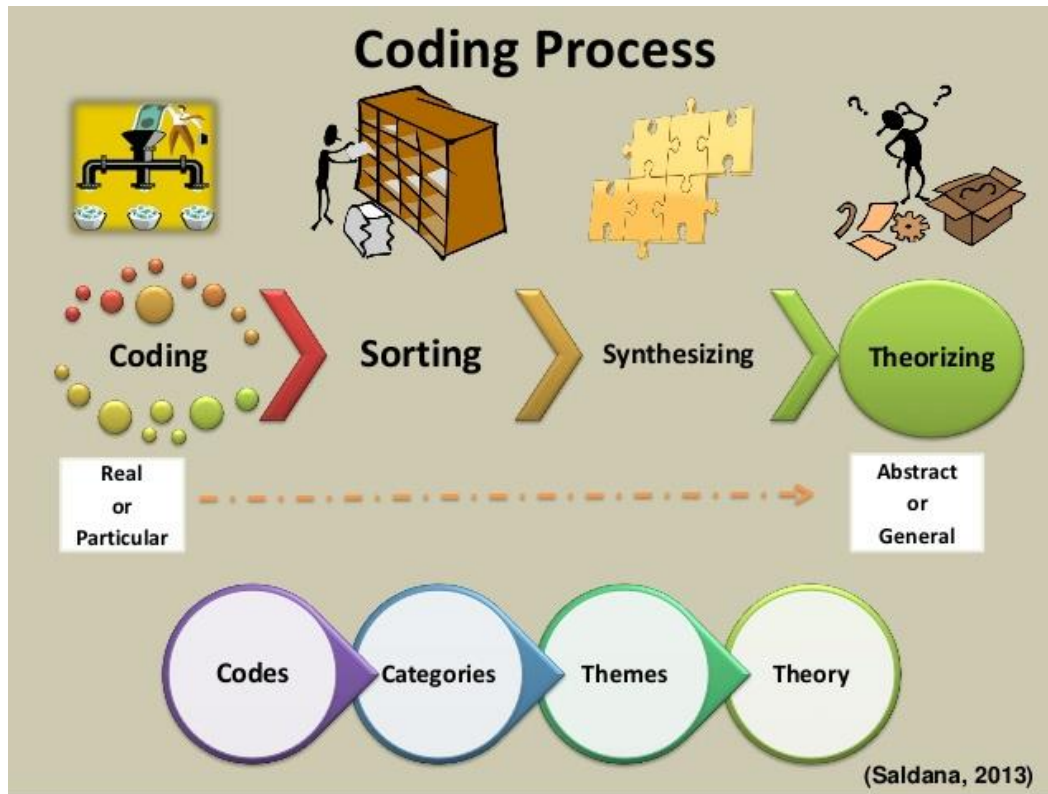 Coding Process
Coding
Sorting
Synthesizing
Theorizing
Real
or
Particular
Abstract
or
General
Codes
Categories
Themes
Theory
(Saldana, 2013)